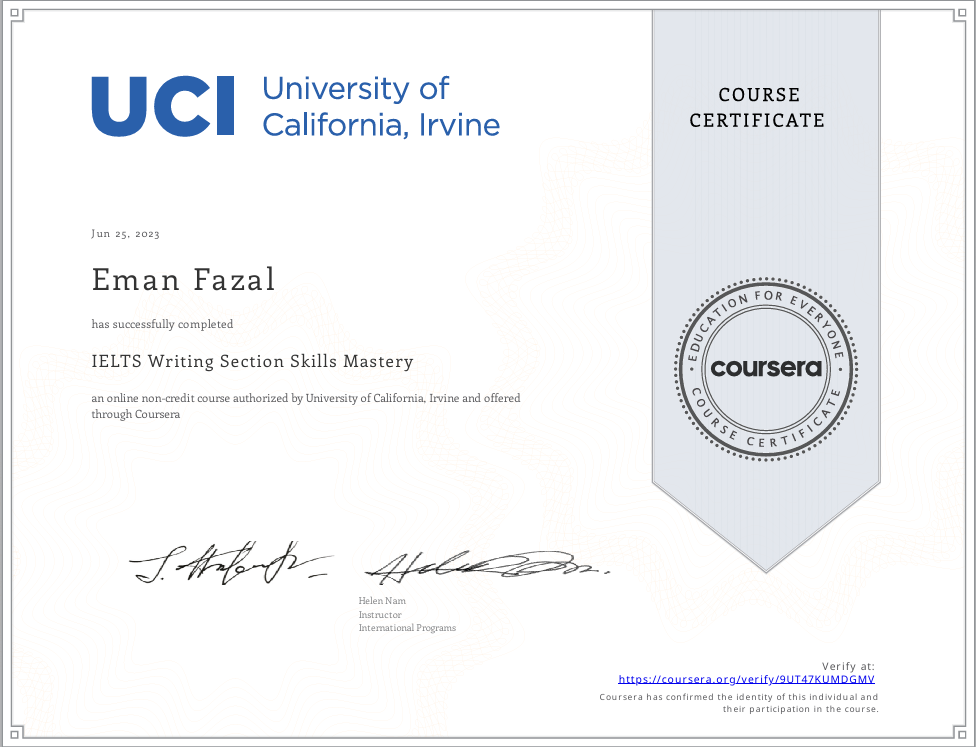 UCI University of
California, Irvine
COURSE
CERTIFICATE
Jun 25, 2023
Eman Fazal
has successfully completed
IELTS Writing Section Skills Mastery
an online non-credit course authorized by University of California, Irvine and offered
through Coursera
EDUCATION FOR EVERYONE
coursera
COURSE CERTIFICATE
Helen Nam
Instructor
International Programs
Verify at:
https://coursera.org/verify/9UT47KUMDGMV
Coursera has confirmed the identity of this individual and
their participation in the course.